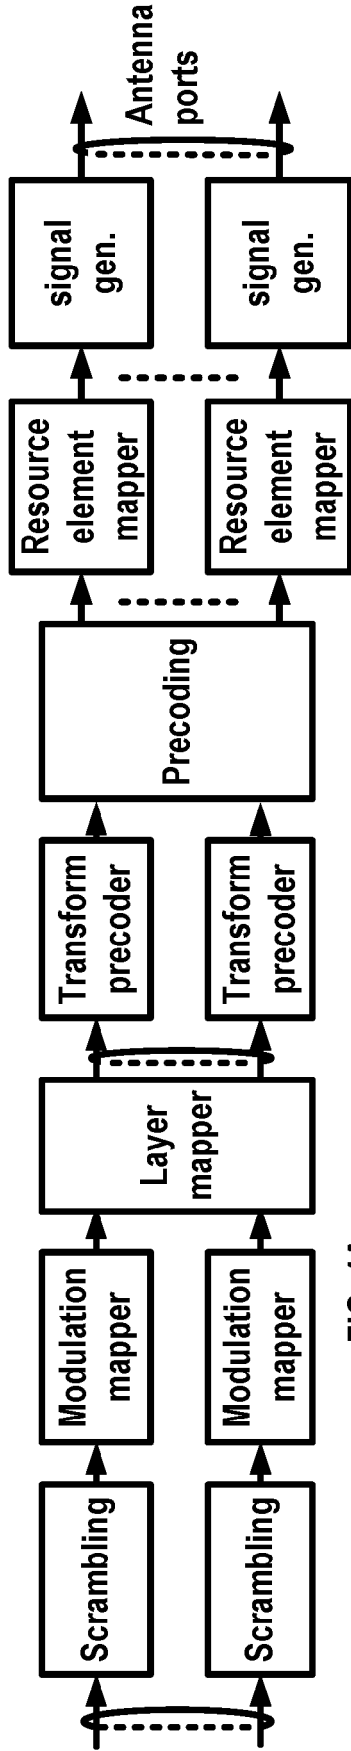 Scrambling
Scrambling
Modulation
mapper
Modulation
mapper
Layer
mapper
Transform
precoder
Transform
precoder
Precoding
Resource
element
mapper
Resource
element
mapper
signal
gen.
signal
gen.
Antenna
ports